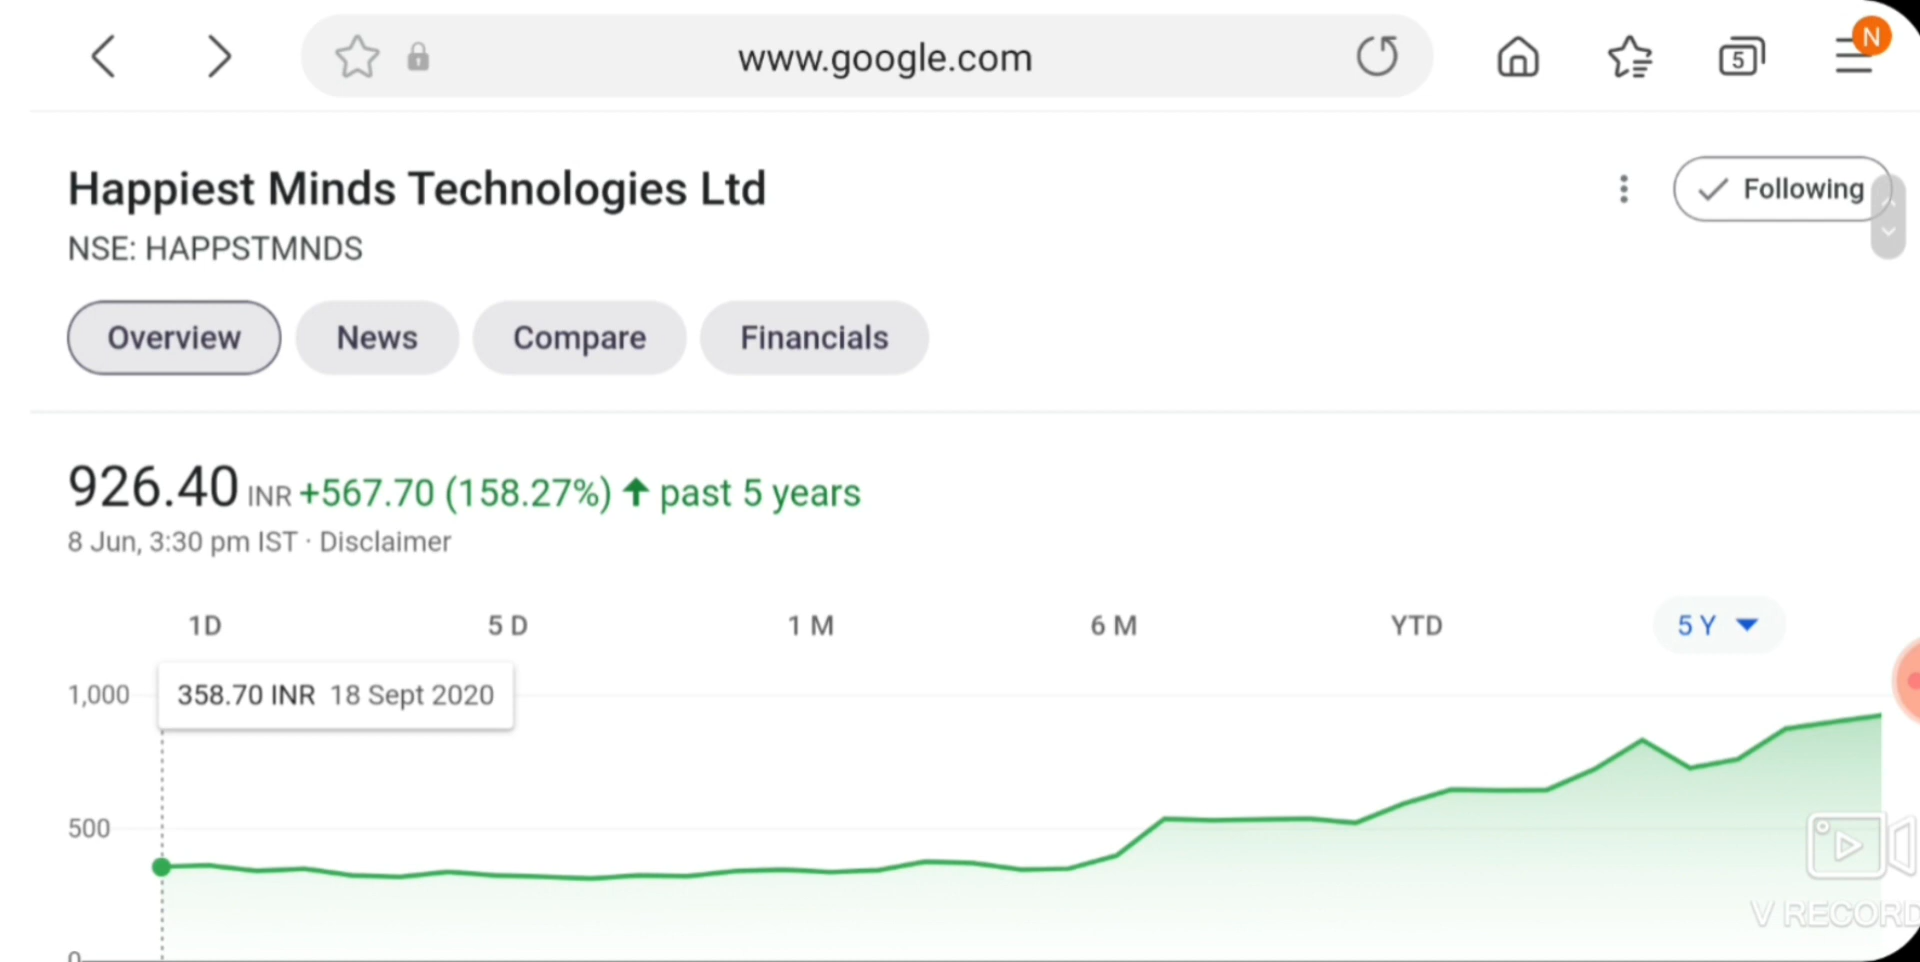 www.google.com
5
N
Happiest Minds Technologies Ltd
Following
NSE: HAPPSTMNDS
Overview News Compare Financials
926.40 INR +567.70 (158.27%) ↑ past 5 years
8 Jun, 3:30 pm IST · Disclaimer
1D 5 D 1 M 6 M YTD 5 Y
1,000
358.70 INR 18 Sept 2020
500
0
V RECORD